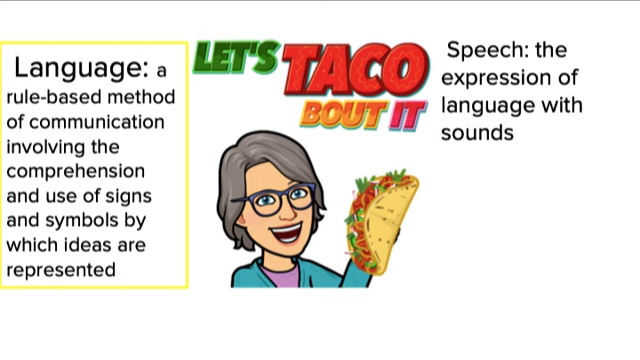 Language: a
rule-based method
of communication
involving the
comprehension
and use of signs
and symbols by
which ideas are
represented
LET'S TACO
BOUT IT
Speech: the
expression of
language with
sounds